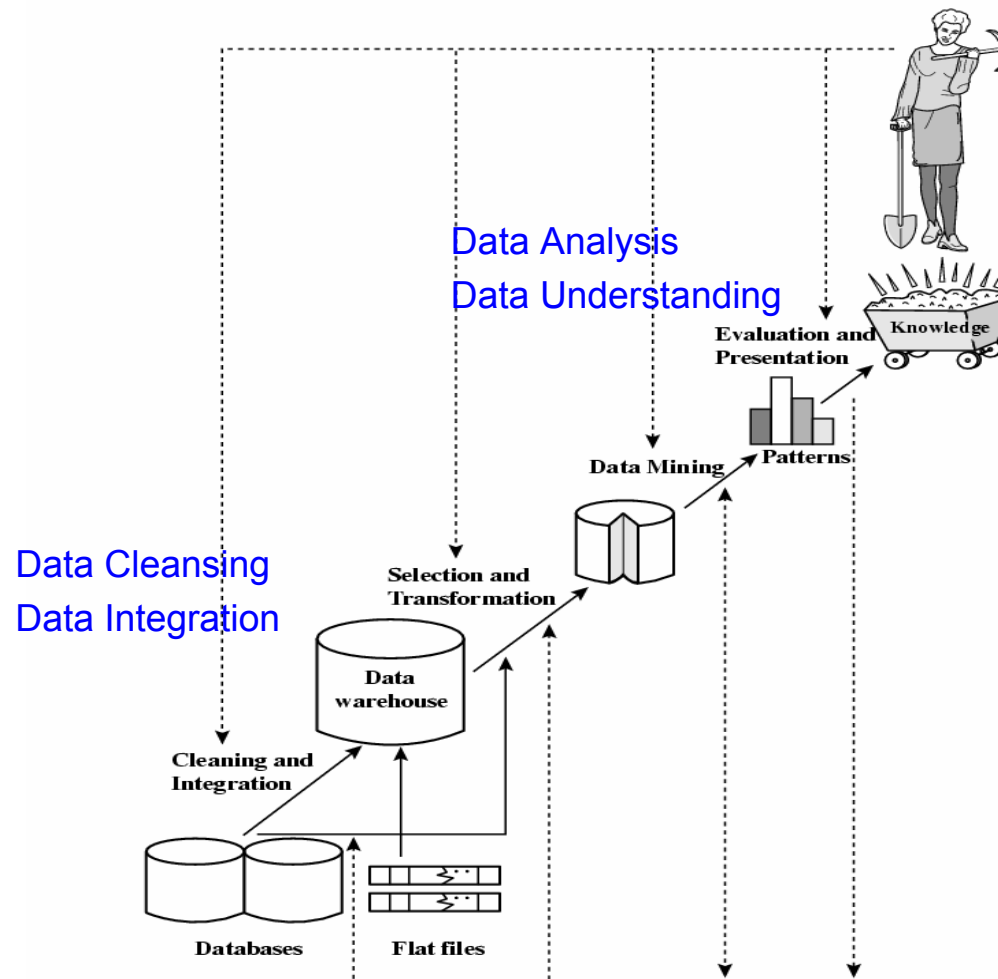 Data Analysis
Data Understanding
Evaluation and
Presentation
Knowledge
Patterns
Data Mining
Data Cleansing
Data Integration
Selection and
Transformation
Data
warehouse
Cleaning and
Integration
Databases
Flat files